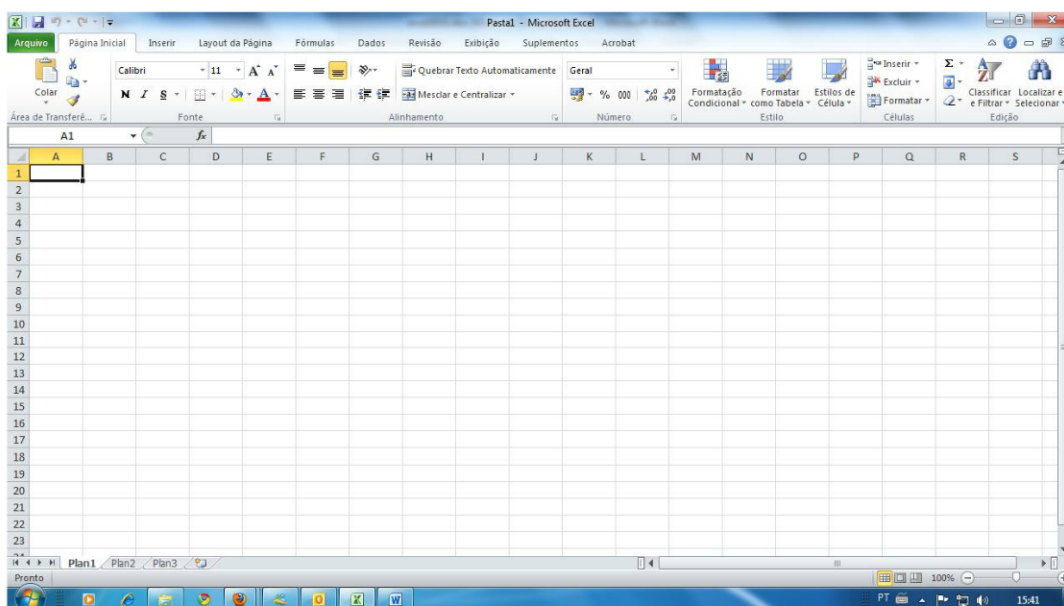 Pasta1 - Microsoft Excel
Arquivo Página Inicial Inserir Layout da Página Fórmulas Dados Revisão Exibição Suplementos Acrobat
Colar
Calibri 11 A A
Quebrar Texto Automaticamente
Geral
N I S A
Mesclar e Centralizar
% 000 ,00 ,0
Formatação Condicional
Formatar como Tabela
Estilos de Célula
Inserir
Excluir
Formatar
Σ
Classificar e Filtrar
Localizar e Selecionar
Área de Transferê... Fonte Alinhamento Número Estilo Células Edição
A1 fx
A B C D E F G H I J K L M N O P Q R S
1
2
3
4
5
6
7
8
9
10
11
12
13
14
15
16
17
18
19
20
21
22
23
Plan1 Plan2 Plan3
Pronto 100%
PT 15:41